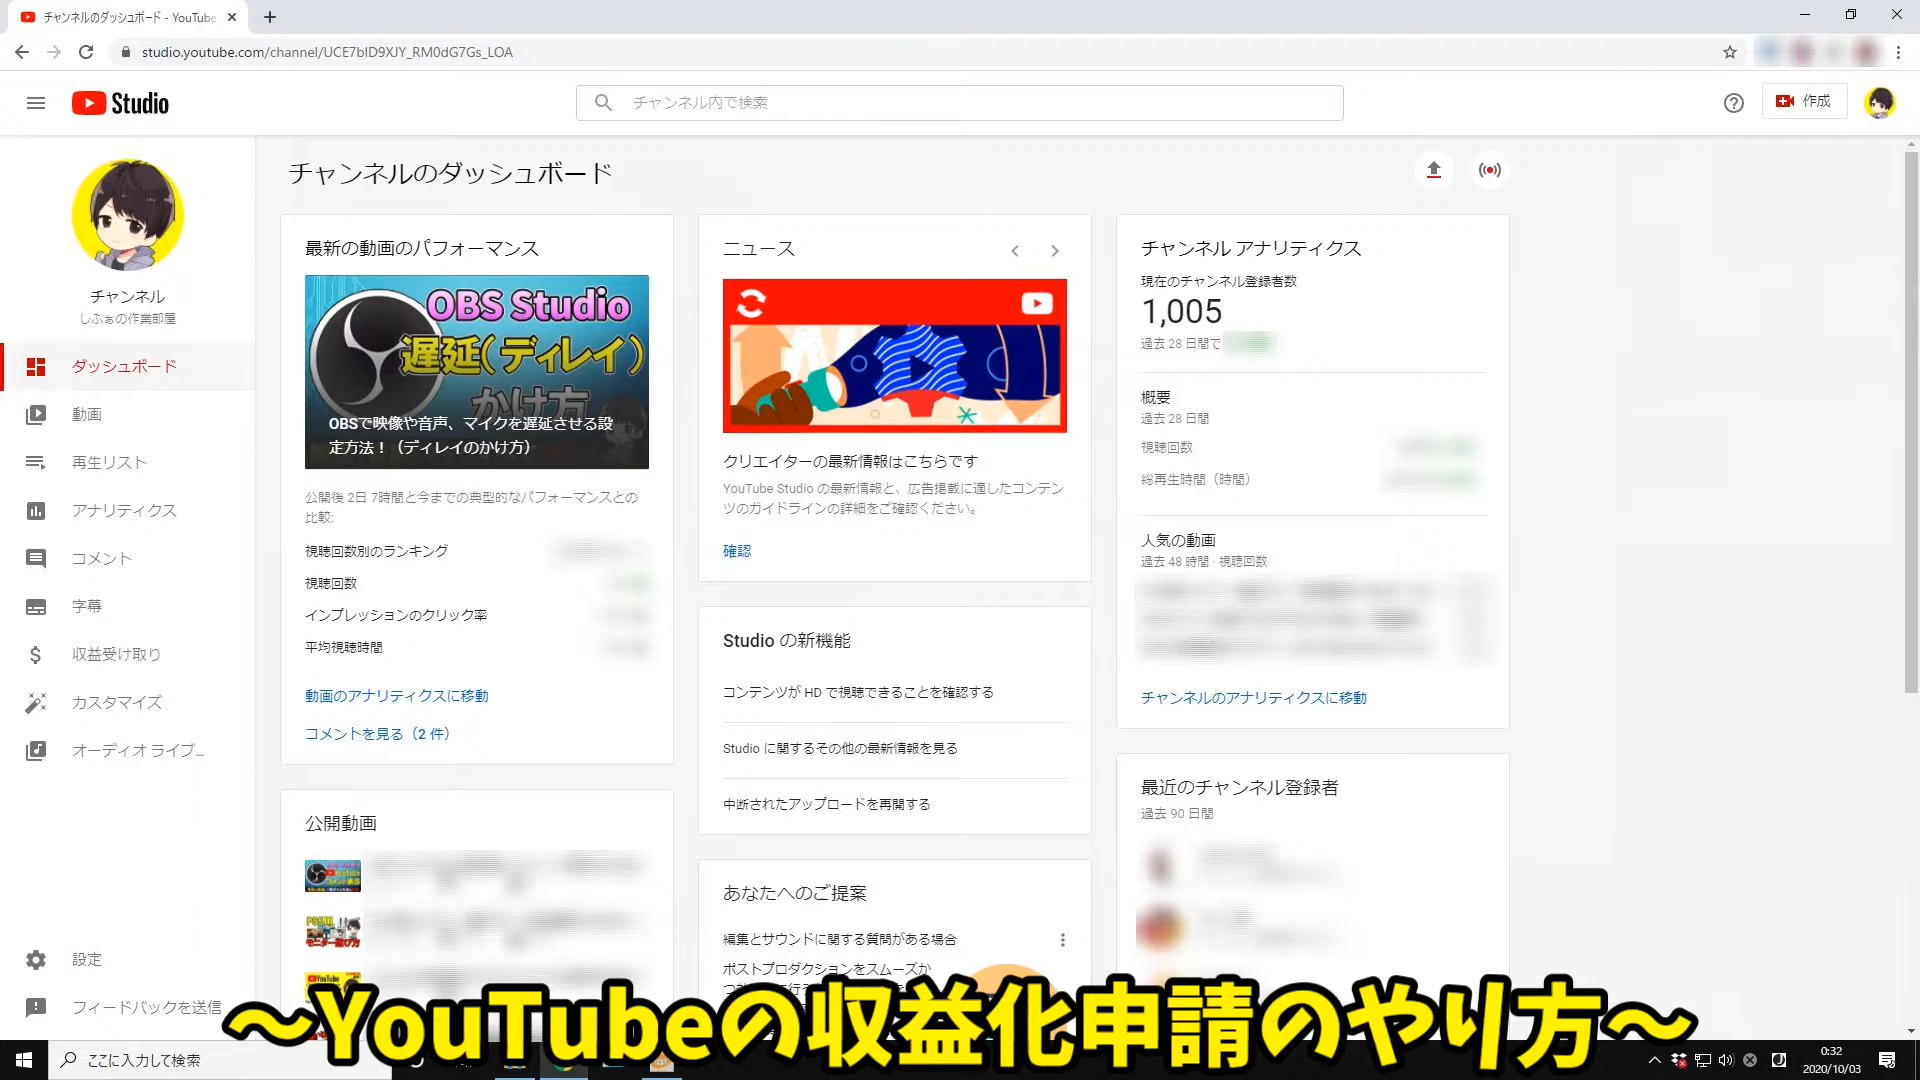 チャンネルのダッシュボード - YouTube
studio.youtube.com/channel/UCE7bID9XJY_RM0dG7Gs_LOA
Studio
チャンネル内で検索
作成
チャンネル
しふぁの作業部屋
ダッシュボード
動画
再生リスト
アナリティクス
コメント
字幕
収益受け取り
カスタマイズ
オーディオ ライブ...
設定
フィードバックを送信
チャンネルのダッシュボード
最新の動画のパフォーマンス
OBS Studio
遅延(ディレイ)
かけ方
OBSで映像や音声、マイクを遅延させる設
定方法！（ディレイのかけ方）
公開後 2日 7時間と今までの典型的なパフォーマンスとの
比較:
視聴回数別のランキング
視聴回数
インプレッションのクリック率
平均視聴時間
動画のアナリティクスに移動
コメントを見る（2 件）
公開動画
ニュース
クリエイターの最新情報はこちらです
YouTube Studio の最新情報と、広告掲載に適したコンテン
ツのガイドラインの詳細をご確認ください。
確認
Studio の新機能
コンテンツが HD で視聴できることを確認する
Studio に関するその他の最新情報を見る
中断されたアップロードを再開する
あなたへのご提案
編集とサウンドに関する質問がある場合
ポストプロダクションをスムーズか
チャンネル アナリティクス
現在のチャンネル登録者数
1,005
過去 28 日間で
概要
過去 28 日間
視聴回数
総再生時間（時間）
人気の動画
過去 48 時間 · 視聴回数
チャンネルのアナリティクスに移動
最近のチャンネル登録者
過去 90 日間
～YouTubeの収益化申請のやり方～
ここに入力して検索
0:32
2020/10/03